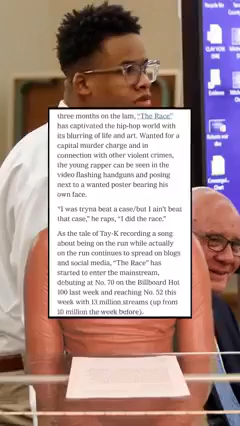 three months on the lam, "The Race"
has captivated the hip-hop world with
its blurring of life and art. Wanted for a
capital murder charge and in
connection with other violent crimes,
the young rapper can be seen in the
video flashing handguns and posing
next to a wanted poster bearing his
own face.
"I was tryna beat a case/but I ain't beat
that case," he raps, "I did the race."
As the tale of Tay-K recording a song
about being on the run while actually
on the run continues to spread on blogs
and social media, "The Race" has
started to enter the mainstream,
debuting at No. 70 on the Billboard Hot
100 last week and reaching No. 52 this
week with 13 million streams (up from
10 million the week before).